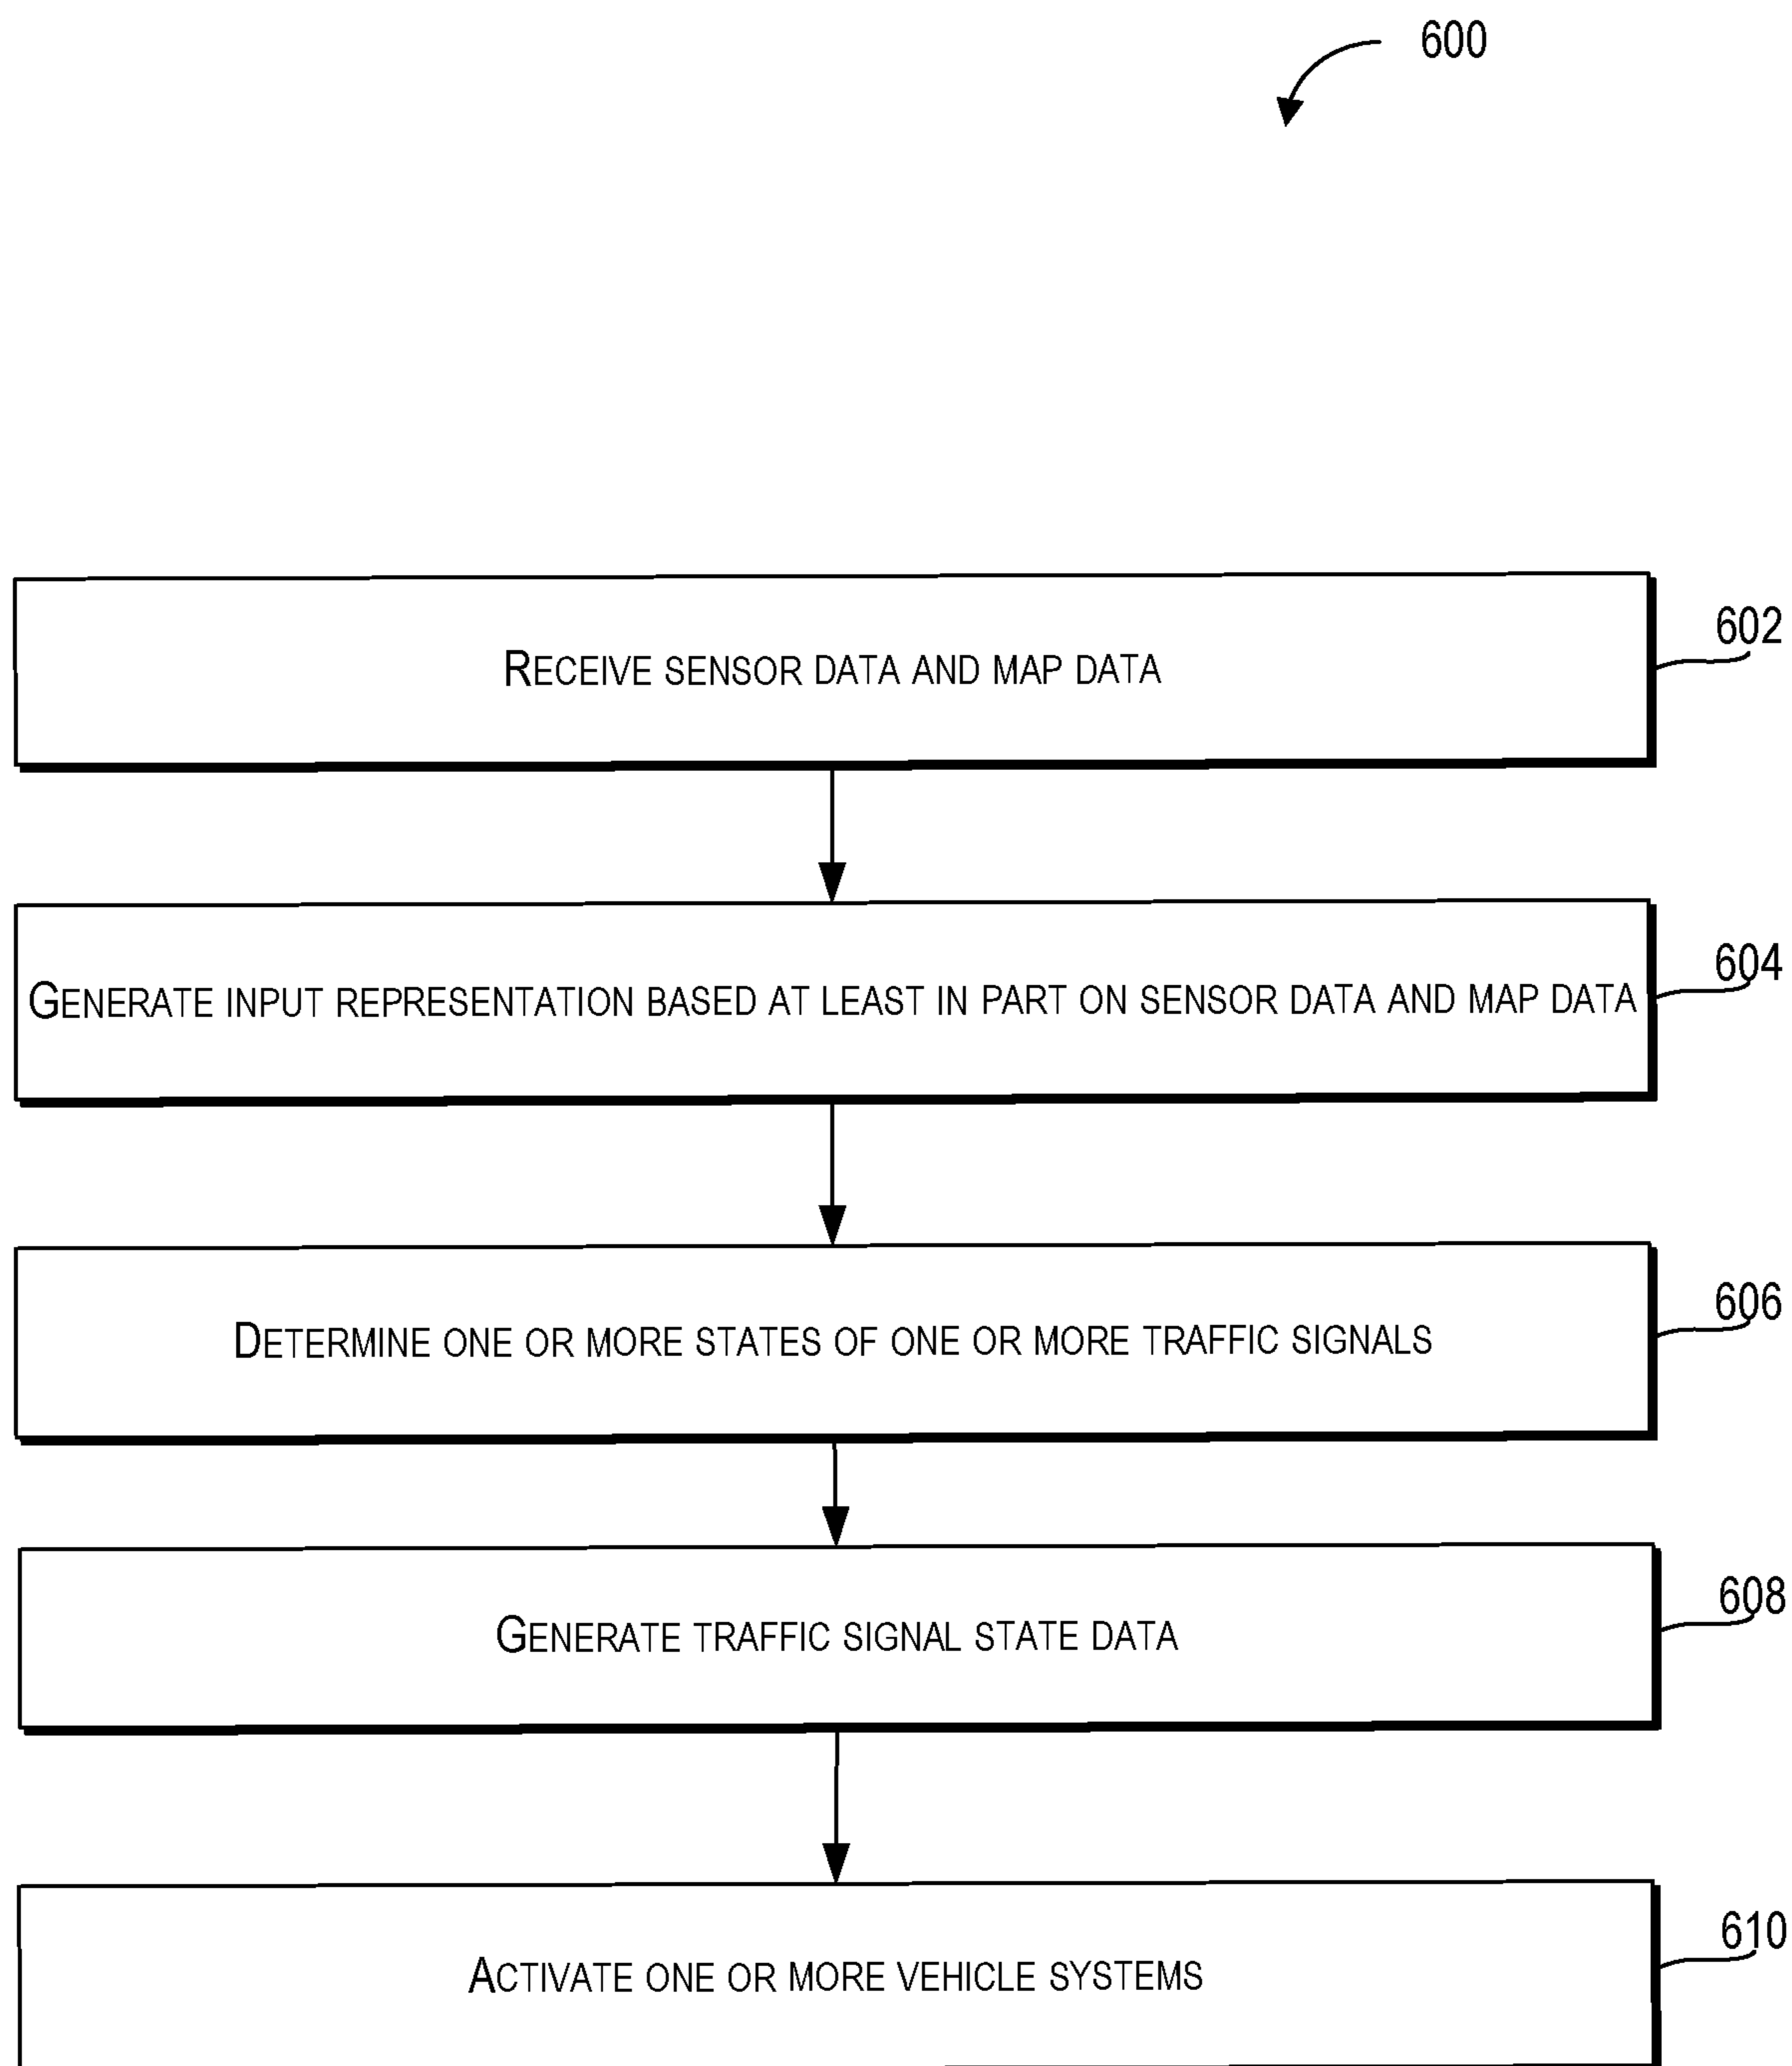 600
RECEIVE SENSOR DATA AND MAP DATA
602
GENERATE INPUT REPRESENTATION BASED AT LEAST IN PART ON SENSOR DATA AND MAP DATA
604
DETERMINE ONE OR MORE STATES OF ONE OR MORE TRAFFIC SIGNALS
606
GENERATE TRAFFIC SIGNAL STATE DATA
608
ACTIVATE ONE OR MORE VEHICLE SYSTEMS
610